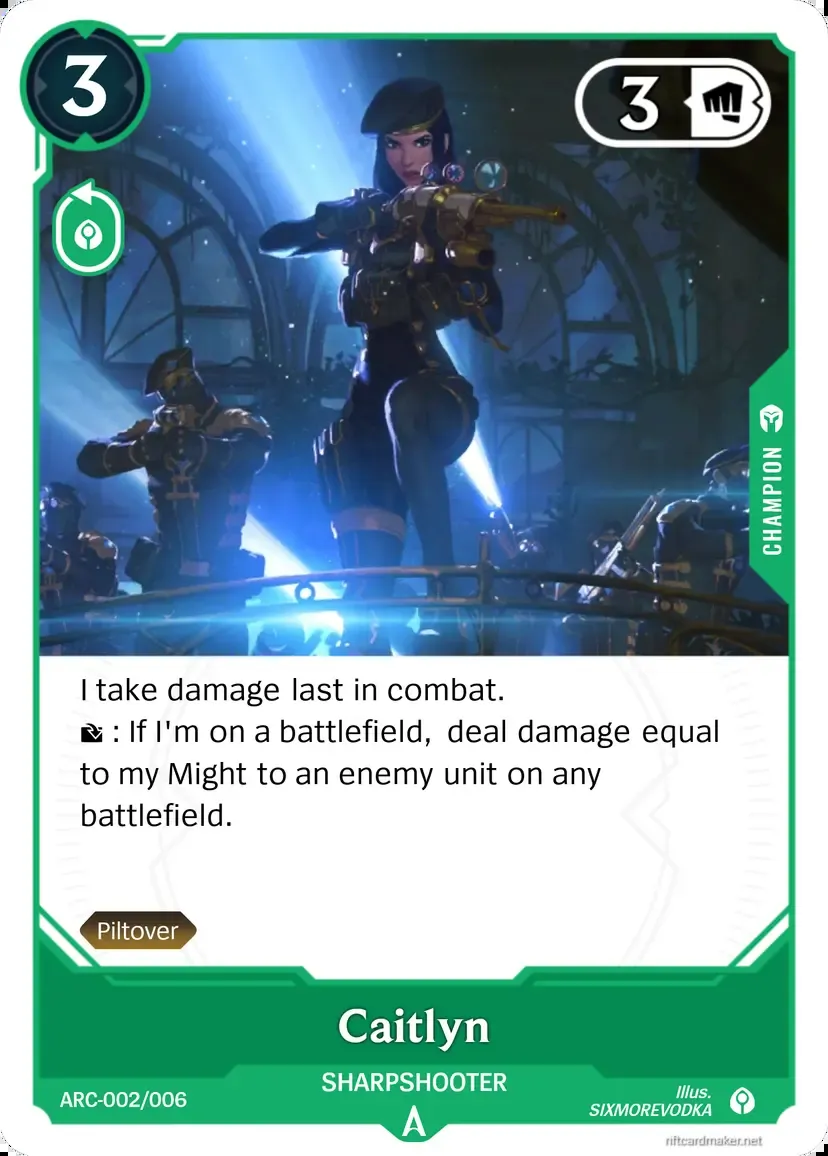 3
3
CHAMPION
I take damage last in combat.
: If I'm on a battlefield, deal damage equal
to my Might to an enemy unit on any
battlefield.
Piltover
Caitlyn
SHARPSHOOTER
ARC-002/006
Illus.
SIXMOREVODKA
riftcardmaker.net